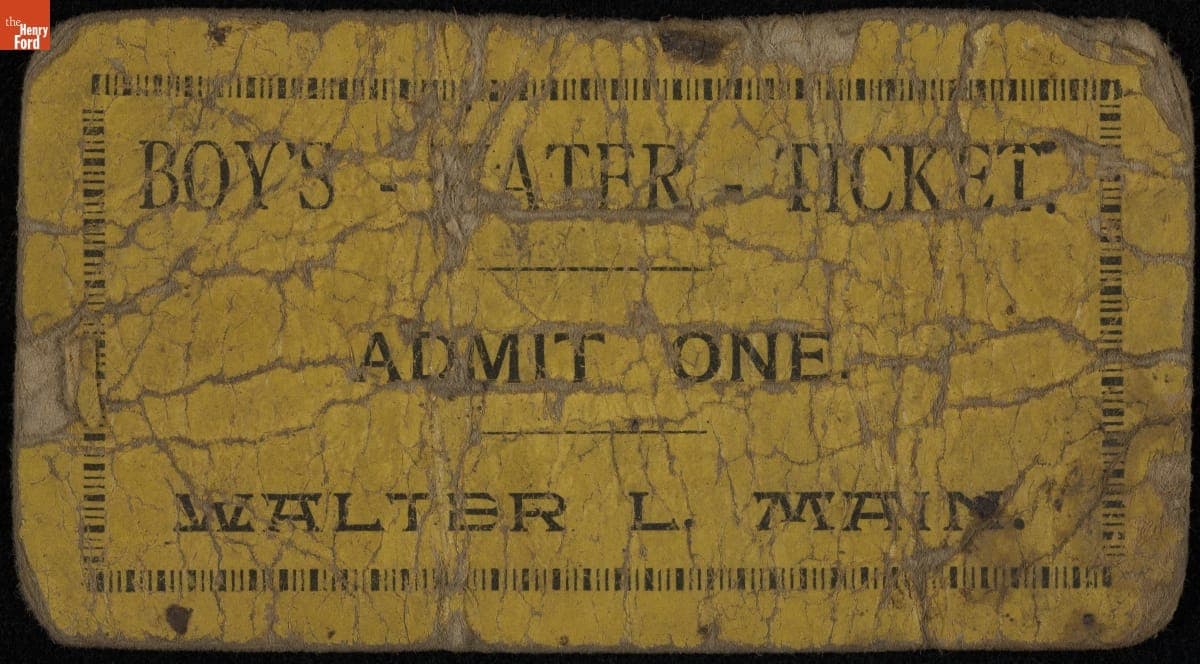 the
Henry
Ford
BOY'S - WATER - TICKET.
ADMIT ONE.
WALTER L. MAIN.